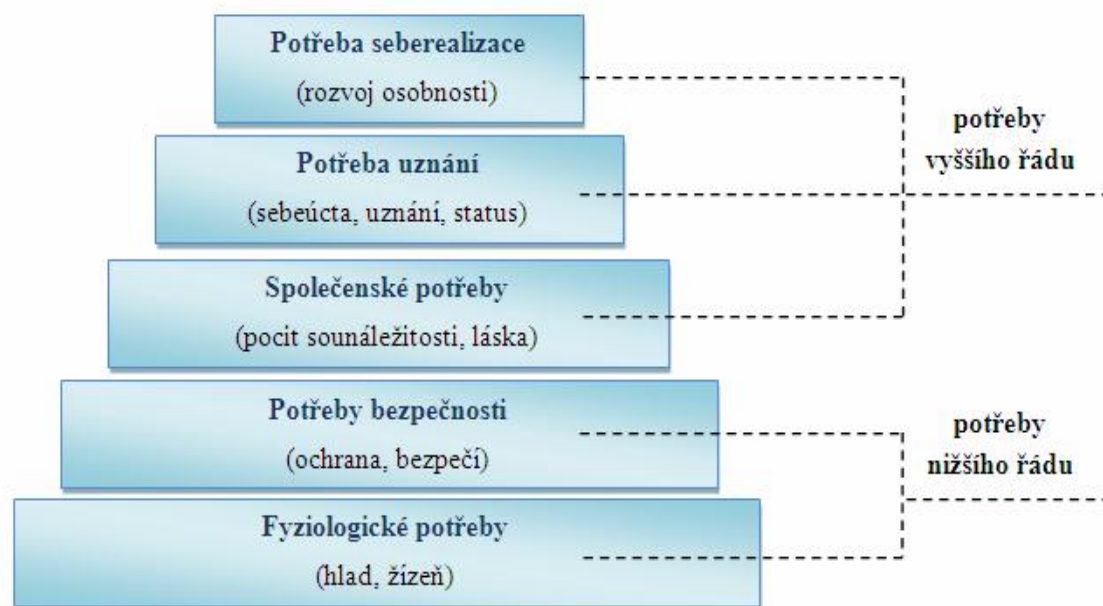 Potřeba seberealizace
(rozvoj osobnosti)
Potřeba uznání
(sebeúcta, uznání, status)
Společenské potřeby
(pocit sounáležitosti, láska)
Potřeby bezpečnosti
(ochrana, bezpečí)
Fyziologické potřeby
(hlad, žízeň)
potřeby
vyššího řádu
potřeby
nižšího řádu